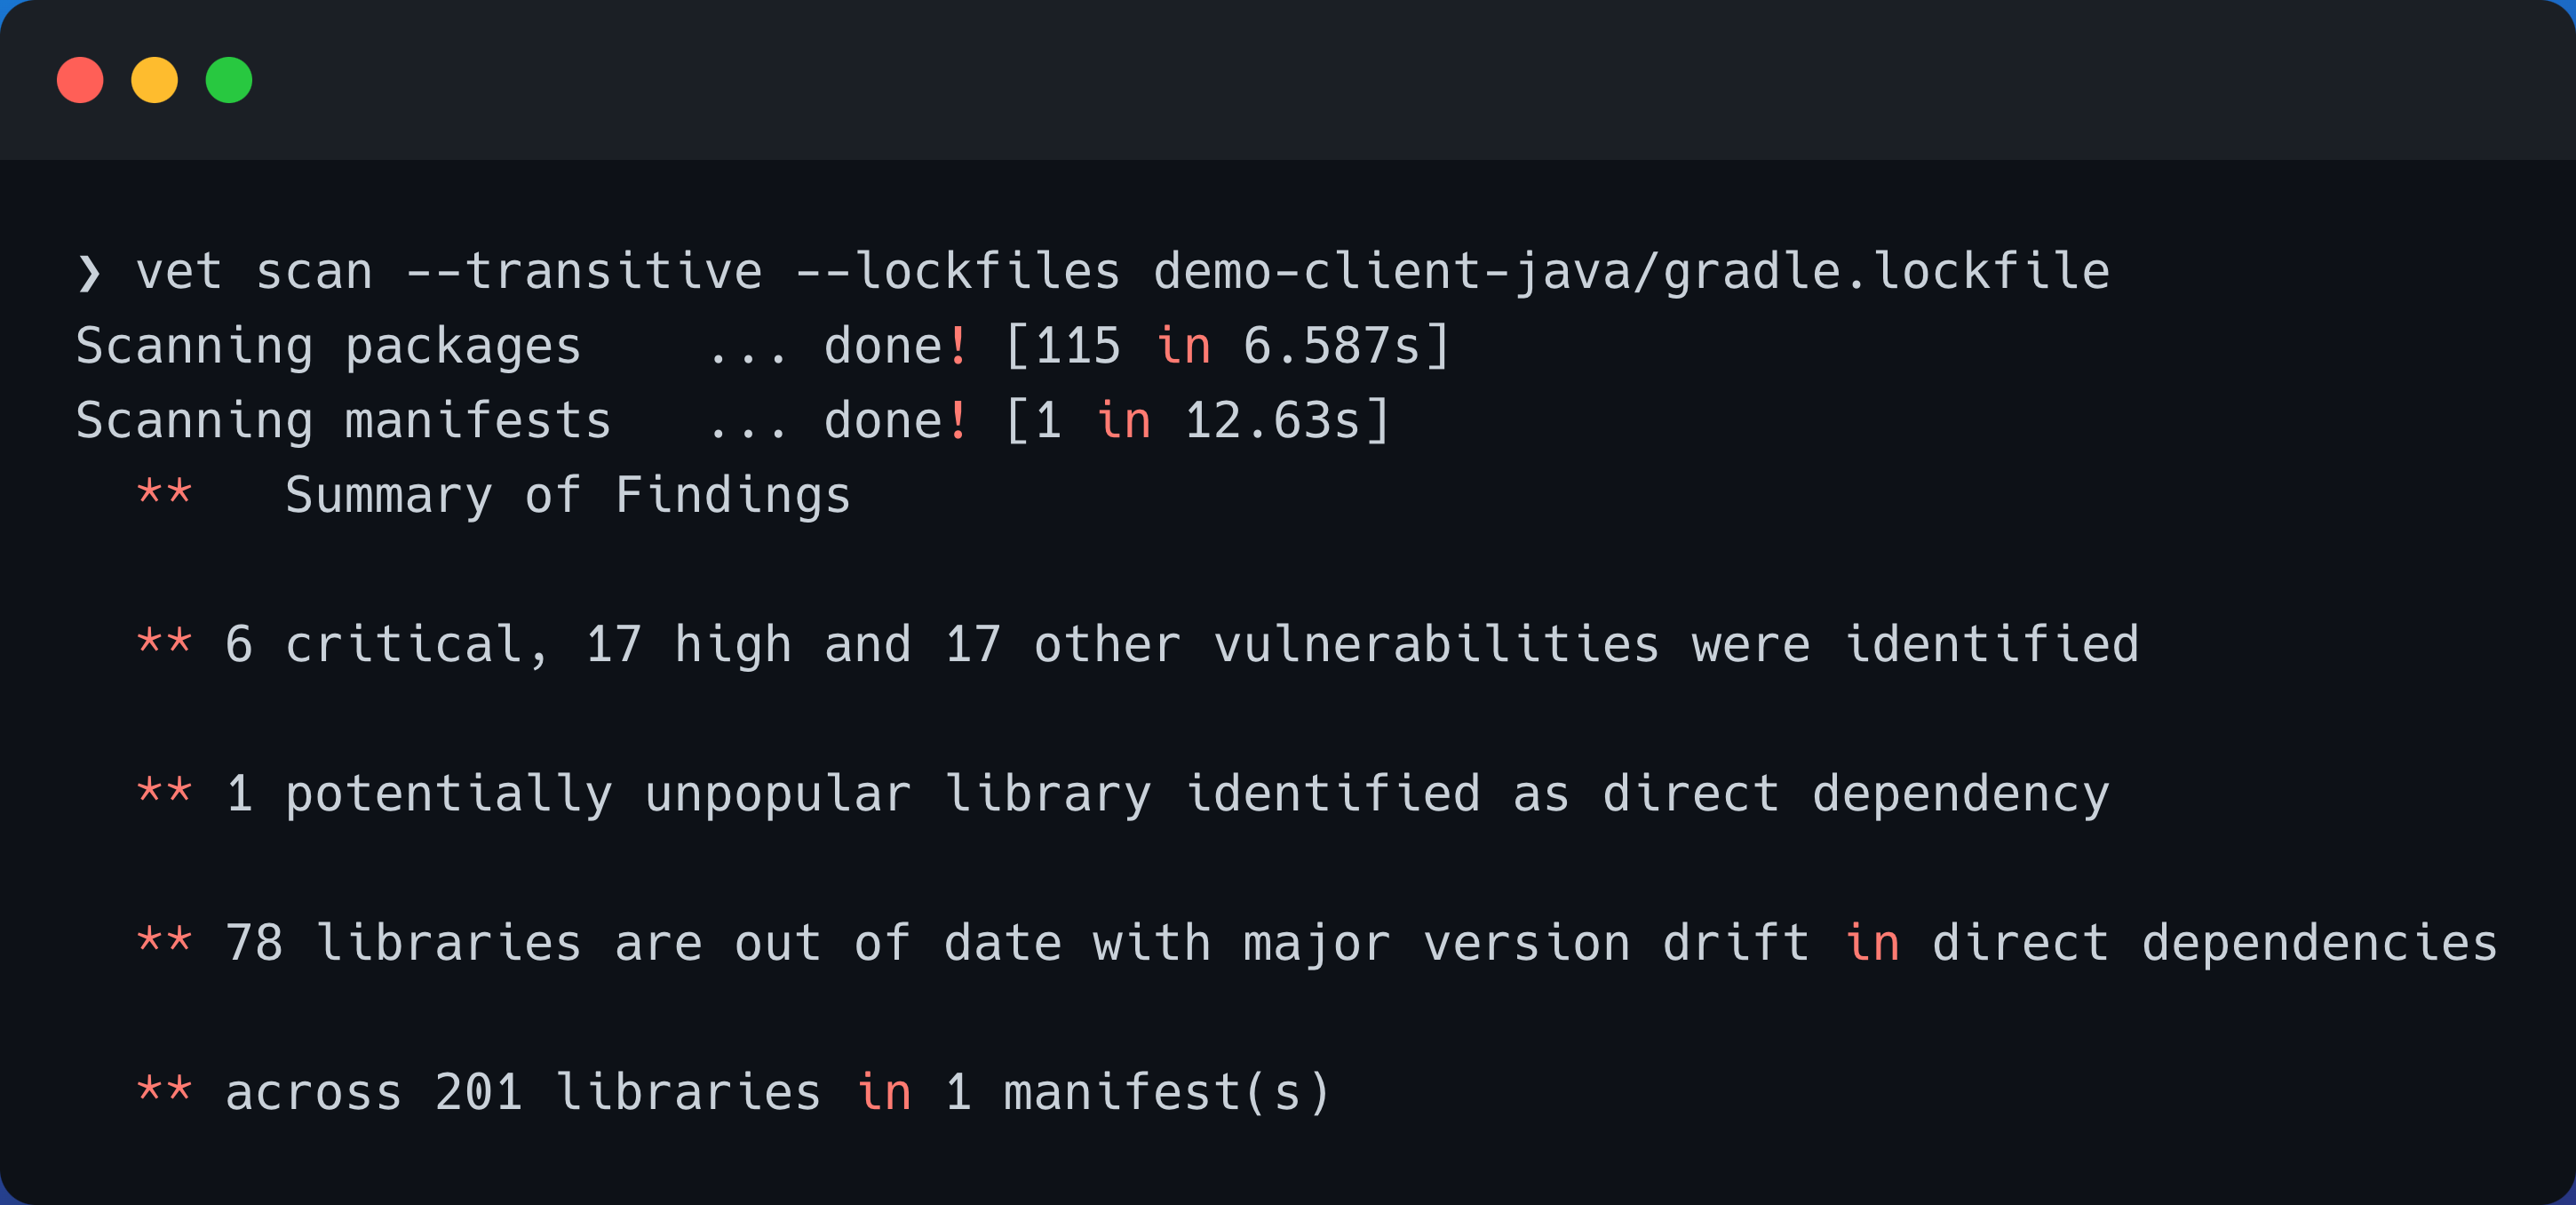 ❯ vet scan --transitive --lockfiles demo-client-java/gradle.lockfile
Scanning packages    ... done! [115 in 6.587s]
Scanning manifests   ... done! [1 in 12.63s]
  **   Summary of Findings
  ** 6 critical, 17 high and 17 other vulnerabilities were identified
  ** 1 potentially unpopular library identified as direct dependency
  ** 78 libraries are out of date with major version drift in direct dependencies
  ** across 201 libraries in 1 manifest(s)